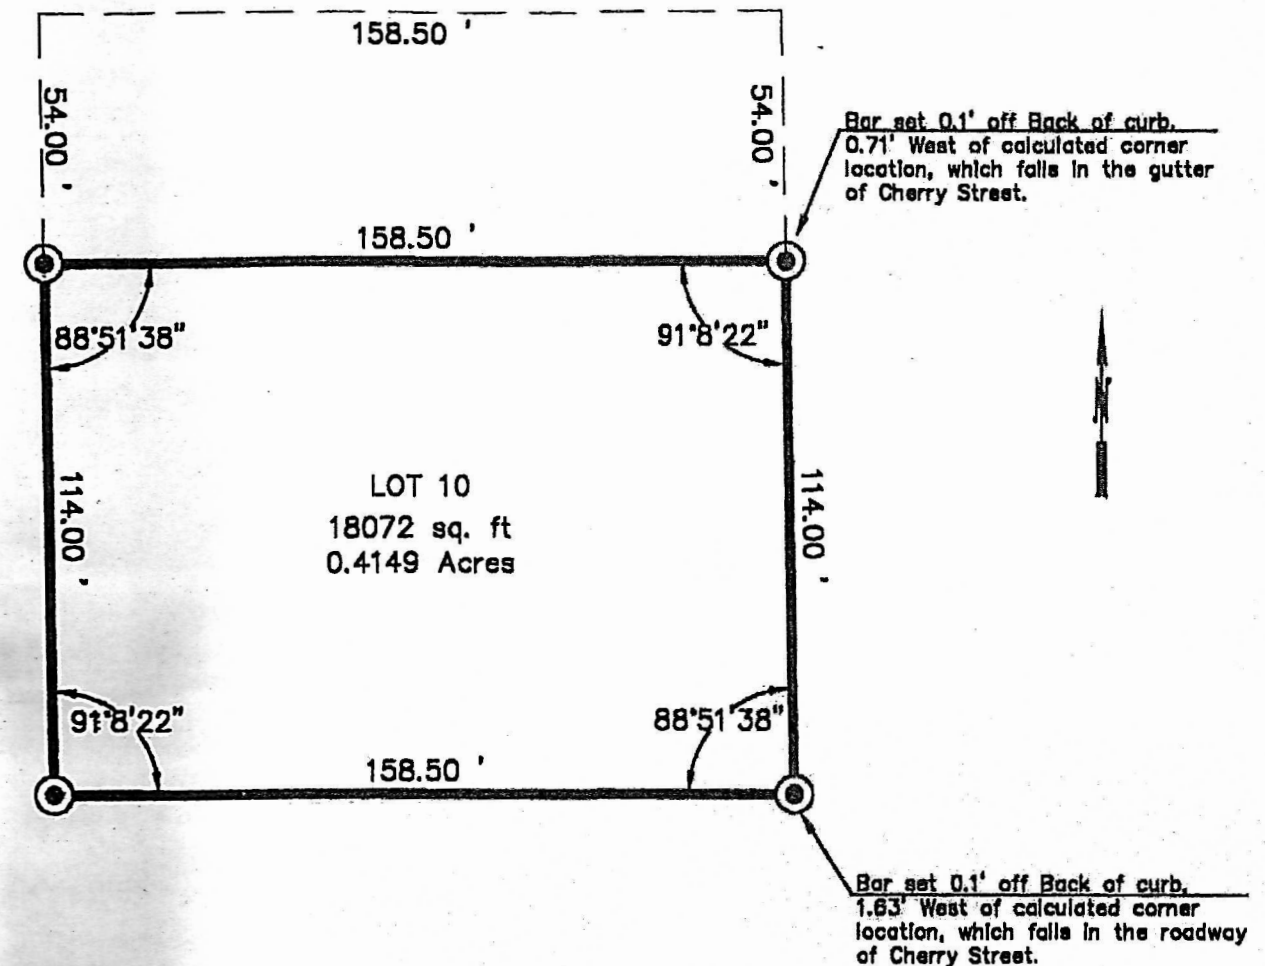 158.50 '
54.00 '
54.00 '
Bar set 0.1' off Back of curb,
0.71' West of calculated corner
location, which falls in the gutter
of Cherry Street.
158.50 '
88°51'38"
91°8'22"
N
114.00 '
LOT 10
18072 sq. ft
0.4149 Acres
114.00 '
91°8'22"
88°51'38"
158.50 '
Bar set 0.1' off Back of curb,
1.63' West of calculated corner
location, which falls in the roadway
of Cherry Street.